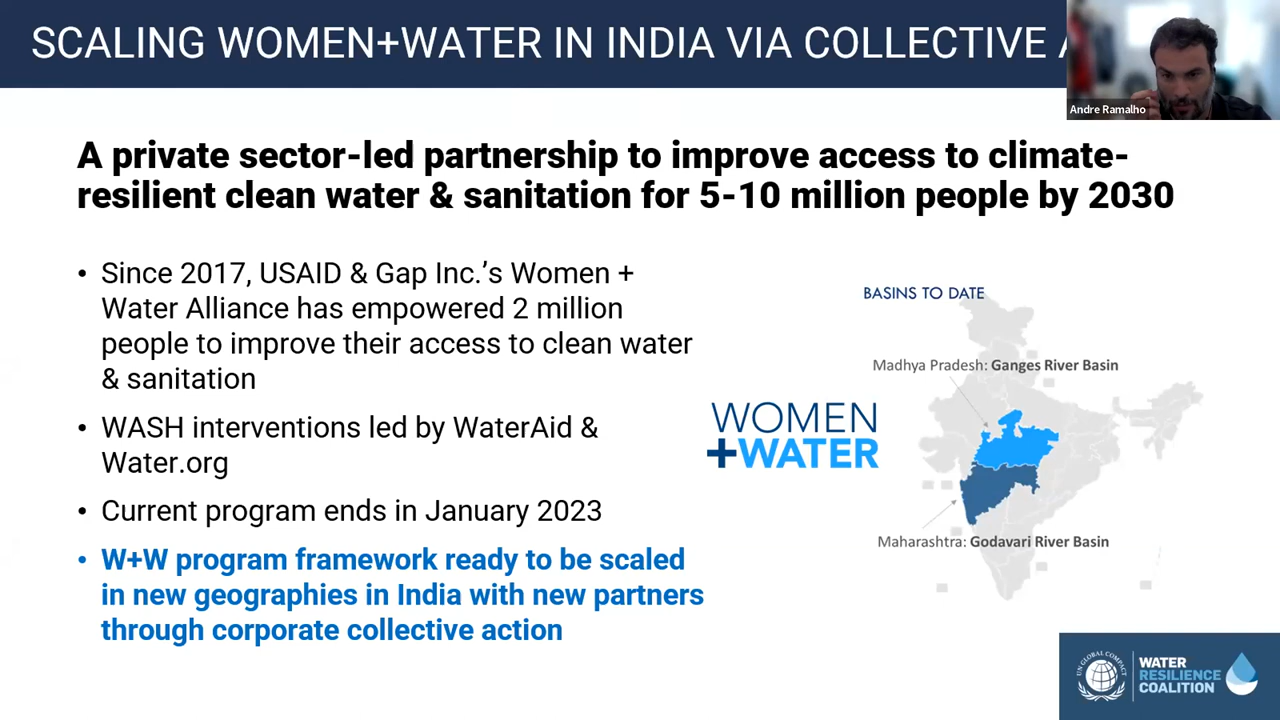 SCALING WOMEN+WATER IN INDIA VIA COLLECTIVE
Andre Ramalho
A private sector-led partnership to improve access to climate-
resilient clean water & sanitation for 5-10 million people by 2030
• Since 2017, USAID & Gap Inc.’s Women +
Water Alliance has empowered 2 million
people to improve their access to clean water
& sanitation
• WASH interventions led by WaterAid &
Water.org
• Current program ends in January 2023
• W+W program framework ready to be scaled
in new geographies in India with new partners
through corporate collective action
WOMEN
+WATER
BASINS TO DATE
Madhya Pradesh: Ganges River Basin
Maharashtra: Godavari River Basin
UN GLOBAL COMPACT
WATER
RESILIENCE
COALITION